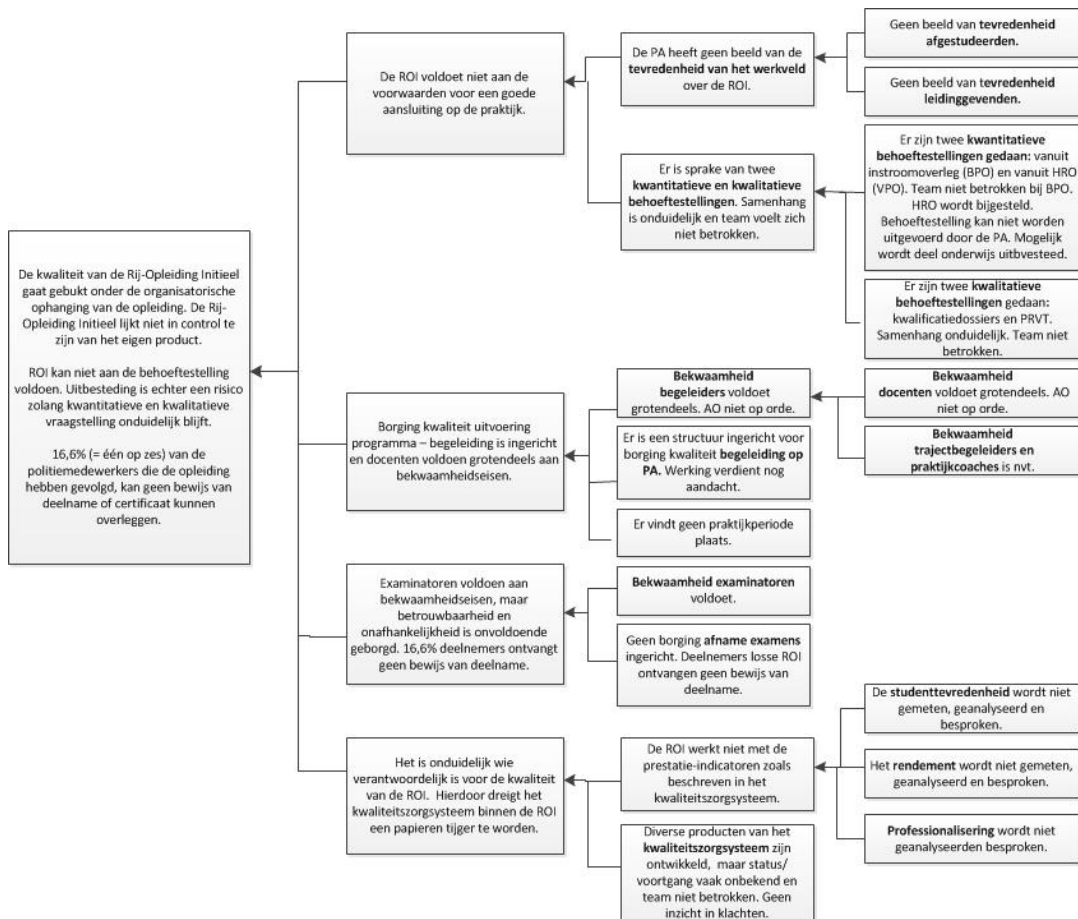 De kwaliteit van de Rij-Opleiding Initieel
gaat gebukt onder de organisatorische
ophanging van de opleiding. De Rij-
Opleiding Initieel lijkt niet in control te
zijn van het eigen product.
ROI kan niet aan de behoeftestelling
voldoen. Uitbesteding is echter een risico
zolang kwantitatieve en kwalitatieve
vraagstelling onduidelijk blijft.
16,6% (= één op zes) van de
politiemedewerkers die de opleiding
hebben gevolgd, kan geen bewijs van
deelname of certificaat kunnen
overleggen.
De ROI voldoet niet aan de
voorwaarden voor een goede
aansluiting op de praktijk.
De PA heeft geen beeld van de
tevredenheid van het werkveld
over de ROI.
Geen beeld van tevredenheid
afgestudeerden.
Geen beeld van tevredenheid
leidinggevenden.
Er is sprake van twee
kwantitatieve en kwalitatieve
behoeftestellingen. Samenhang
is onduidelijk en team voelt zich
niet betrokken.
Er zijn twee kwantitatieve
behoeftestellingen gedaan: vanuit
instroomoverleg (BPO) en vanuit HRO
(VPO). Team niet betrokken bij BPO.
HRO wordt bijgesteld.
Behoeftestelling kan niet worden
uitgevoerd door de PA. Mogelijk
wordt deel onderwijs uitbvesteed.
Er zijn twee kwalitatieve
behoeftestellingen gedaan:
kwalificatiedossiers en PRVT.
Samenhang onduidelijk. Team niet
betrokken.
Borging kwaliteit uitvoering
programma – begeleiding is ingericht
en docenten voldoen grotendeels aan
bekwaamheidseisen.
Bekwaamheid
begeleiders voldoet
grotendeels. AO niet op orde.
Bekwaamheid
docenten voldoet grotendeels. AO
niet op orde.
Bekwaamheid
trajectbegeleiders en
praktijkcoaches is nvt.
Er is een structuur ingericht voor
borging kwaliteit begeleiding op
PA. Werking verdient nog
aandacht.
Er vindt geen praktijkperiode
plaats.
Examinatoren voldoen aan
bekwaamheidseisen, maar
betrouwbaarheid en
onafhankelijkheid is onvoldoende
geborgd. 16,6% deelnemers ontvangt
geen bewijs van deelname.
Bekwaamheid examinatoren
voldoet.
Geen borging afname examens
ingericht. Deelnemers losse ROI
ontvangen geen bewijs van
deelname.
Het is onduidelijk wie
verantwoordelijk is voor de kwaliteit
van de ROI. Hierdoor dreigt het
kwaliteitszorgsysteem binnen de ROI
een papieren tijger te worden.
De ROI werkt niet met de
prestatie-indicatoren zoals
beschreven in het
kwaliteitszorgsysteem.
De studenttevredenheid wordt niet
gemeten, geanalyseerd en
besproken.
Het rendement wordt niet gemeten,
geanalyseerd en besproken.
Professionalisering wordt niet
geanalyseerden besproken.
Diverse producten van het
kwaliteitszorgsysteem zijn
ontwikkeld, maar status/
voortgang vaak onbekend en
team niet betrokken. Geen
inzicht in klachten.